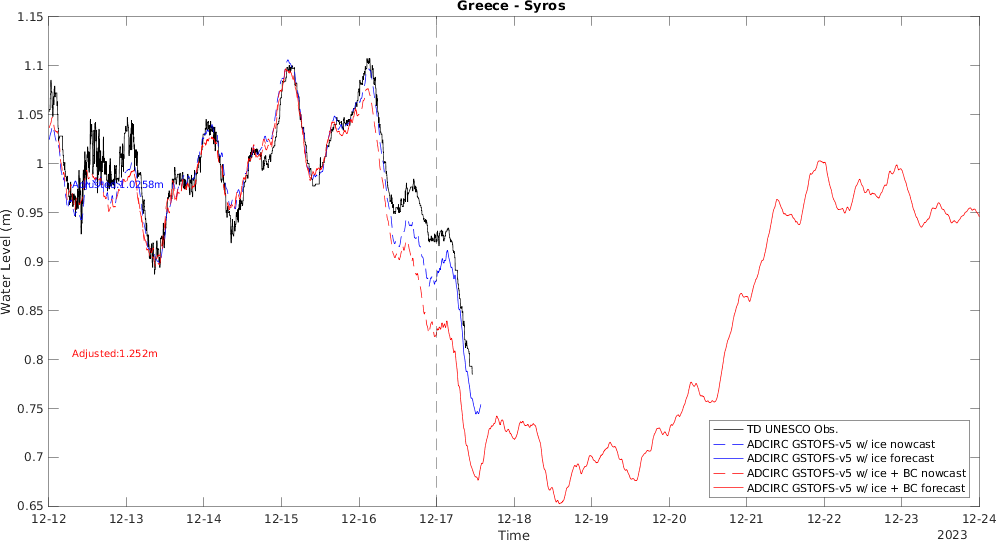 Greece - Syros
1.15
1.1
1.05
1
0.95
0.9
0.85
0.8
0.75
0.7
0.65
Water Level (m)
Adjusted:1.0258m
Adjusted:1.252m
TD UNESCO Obs.
ADCIRC GSTOFS-v5 w/ ice nowcast
ADCIRC GSTOFS-v5 w/ ice forecast
ADCIRC GSTOFS-v5 w/ ice + BC nowcast
ADCIRC GSTOFS-v5 w/ ice + BC forecast
12-12 12-13 12-14 12-15 12-16 12-17 12-18 12-19 12-20 12-21 12-22 12-23 12-24
Time
2023